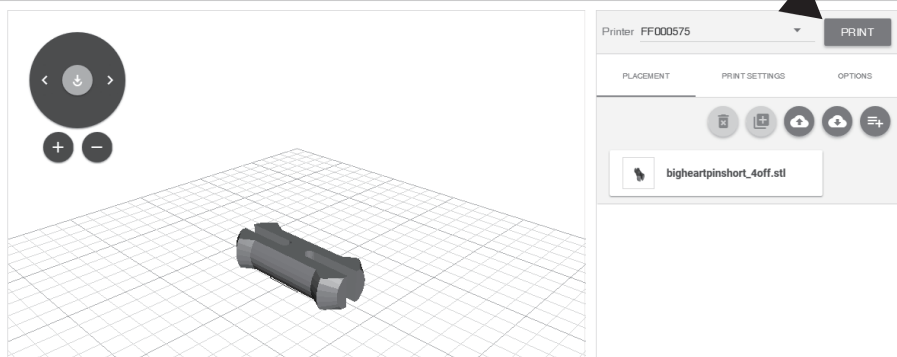 Printer FF000575
PRINT
PLACEMENT PRINT SETTINGS OPTIONS
bigheartpinshort_4off.stl